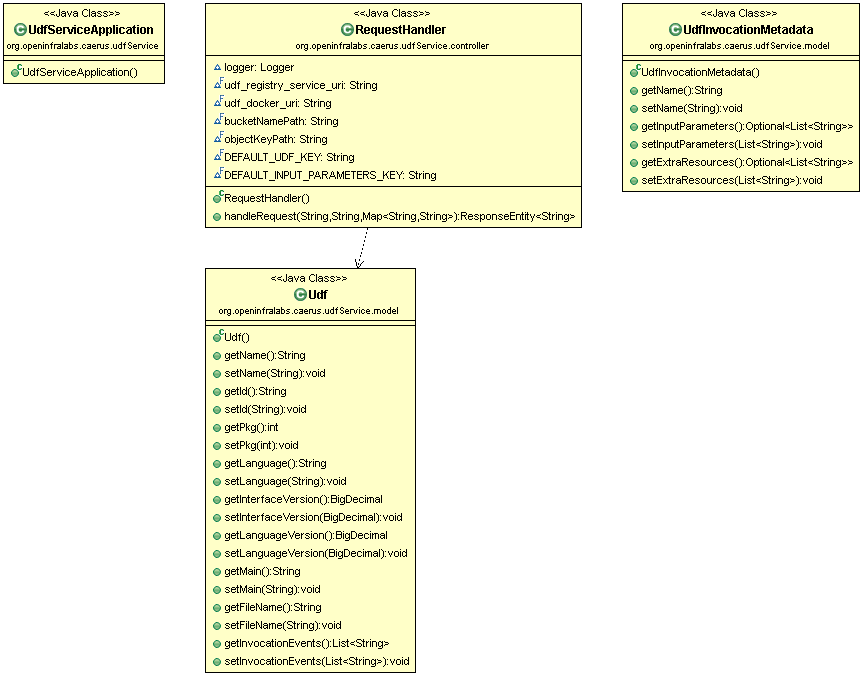 <<Java Class>>
UdfServiceApplication
org.openinfralabs.caerus.udfService
UdfServiceApplication()
<<Java Class>>
RequestHandler
org.openinfralabs.caerus.udfService.controller
logger: Logger
udf_registry_service_uri: String
udf_docker_uri: String
bucketNamePath: String
objectKeyPath: String
DEFAULT_UDF_KEY: String
DEFAULT_INPUT_PARAMETERS_KEY: String
RequestHandler()
handleRequest(String,String,Map<String,String>):ResponseEntity<String>
<<Java Class>>
UdfInvocationMetadata
org.openinfralabs.caerus.udfService.model
UdfInvocationMetadata()
getName():String
setName(String):void
getInputParameters():Optional<List<String>>
setInputParameters(List<String>):void
getExtraResources():Optional<List<String>>
setExtraResources(List<String>):void
<<Java Class>>
Udf
org.openinfralabs.caerus.udfService.model
Udf()
getName():String
setName(String):void
getId():String
setId(String):void
getPkg():int
setPkg(int):void
getLanguage():String
setLanguage(String):void
getInterfaceVersion():BigDecimal
setInterfaceVersion(BigDecimal):void
getLanguageVersion():BigDecimal
setLanguageVersion(BigDecimal):void
getMain():String
setMain(String):void
getFileName():String
setFileName(String):void
getInvocationEvents():List<String>
setInvocationEvents(List<String>):void